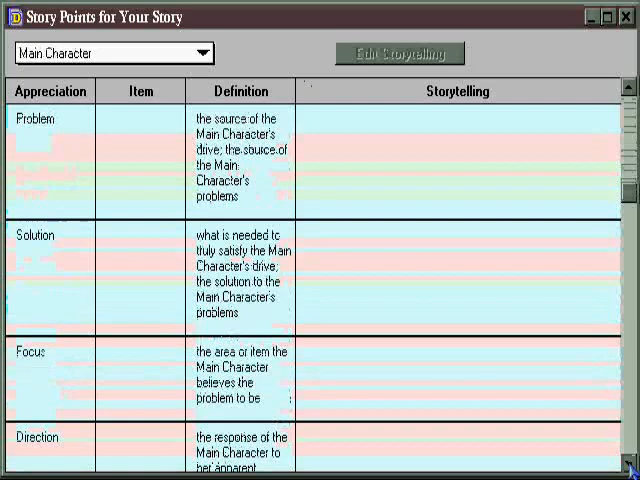 Story Points for Your Story
Main Character
Edit Storytelling
Appreciation Item Definition Storytelling
Problem
the source of the
Main Character's
drive; the source of
the Main
Character's
problems
Solution
what is needed to
truly satisfy the Main
Character's drive;
the solution to the
Main Character's
problems
Focus
the area or item the
Main Character
believes the
problem to be
Direction
the response of the
Main Character to
her apparent